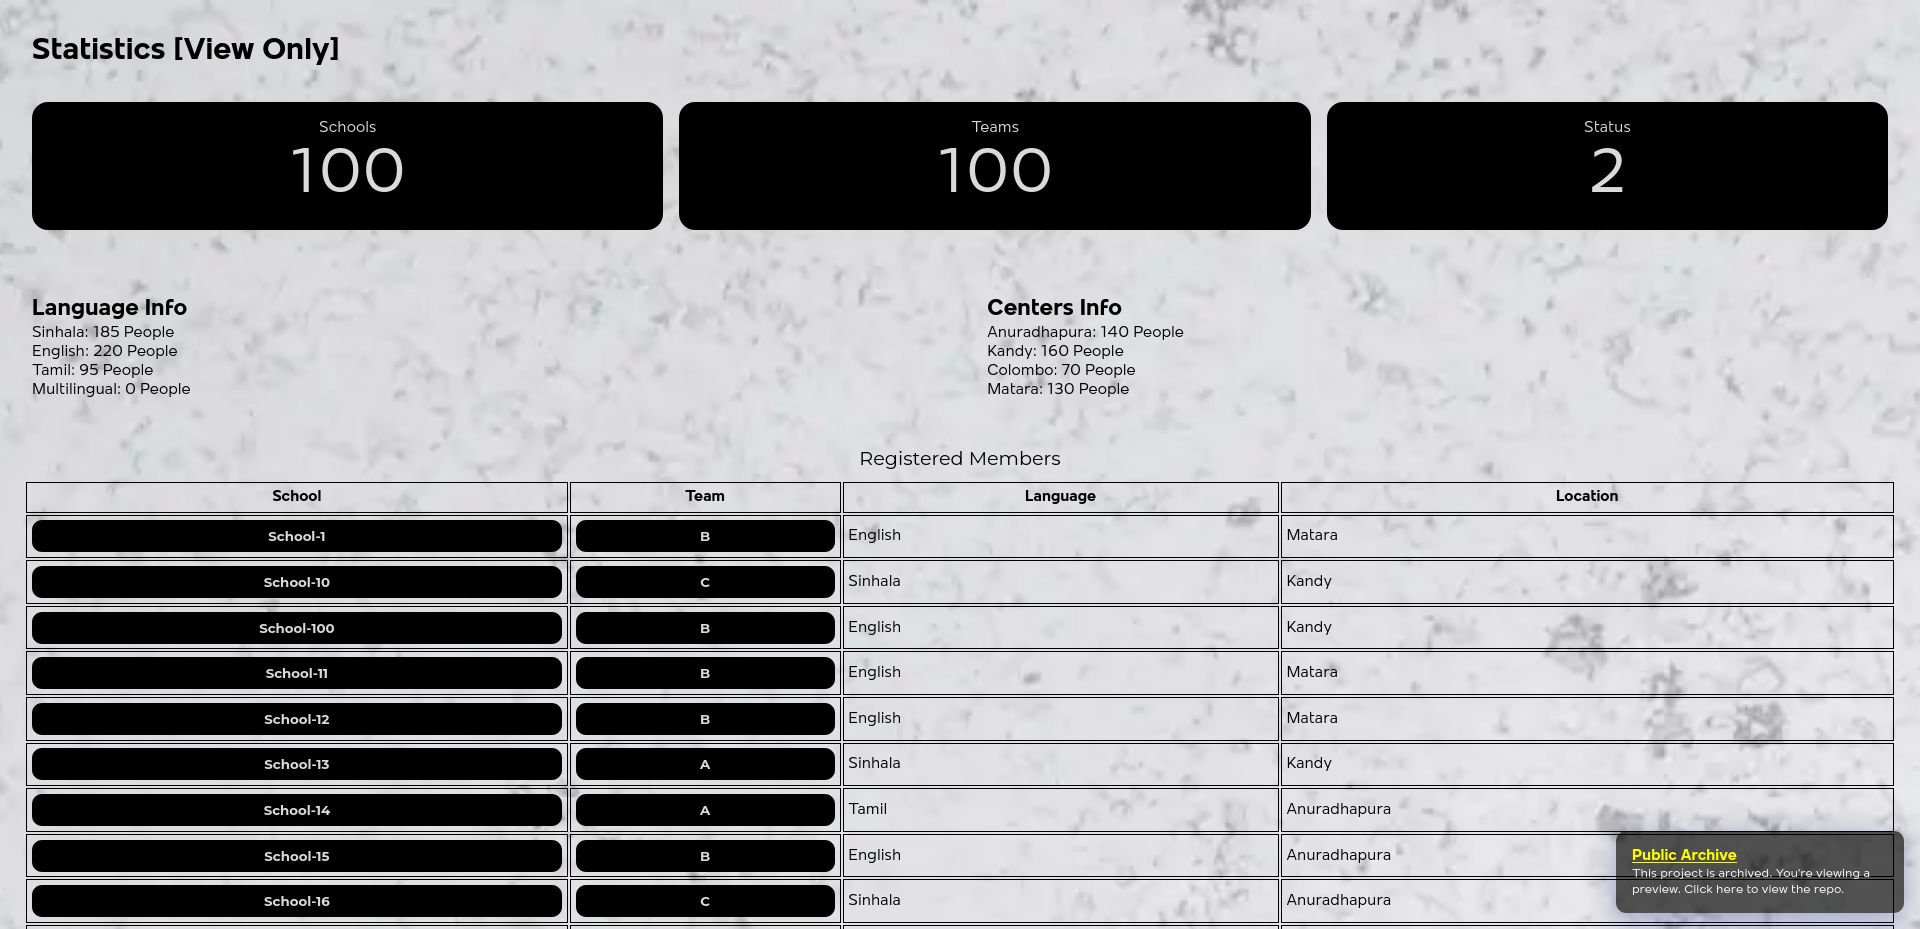 Statistics [View Only]
Schools
100
Teams
100
Status
2
Language Info
Sinhala: 185 People
English: 220 People
Tamil: 95 People
Multilingual: 0 People
Centers Info
Anuradhapura: 140 People
Kandy: 160 People
Colombo: 70 People
Matara: 130 People
Registered Members
School Team Language Location
School-1 B English Matara
School-10 C Sinhala Kandy
School-100 B English Kandy
School-11 B English Matara
School-12 B English Matara
School-13 A Sinhala Kandy
School-14 A Tamil Anuradhapura
School-15 B English Anuradhapura
School-16 C Sinhala Anuradhapura
Public Archive
This project is archived. You're viewing a
preview. Click here to view the repo.